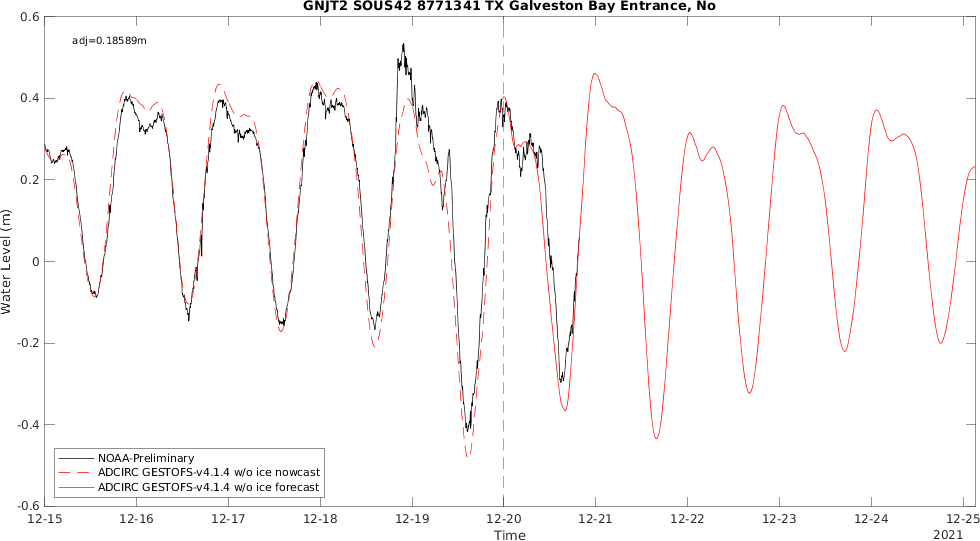 GNJT2 SOUS42 8771341 TX Galveston Bay Entrance, No
adj=0.18589m
Water Level (m)
0.6
0.4
0.2
0
-0.2
-0.4
-0.6
NOAA-Preliminary
ADCIRC GESTOFS-v4.1.4 w/o ice nowcast
ADCIRC GESTOFS-v4.1.4 w/o ice forecast
12-15 12-16 12-17 12-18 12-19 12-20 12-21 12-22 12-23 12-24 12-25
Time
2021